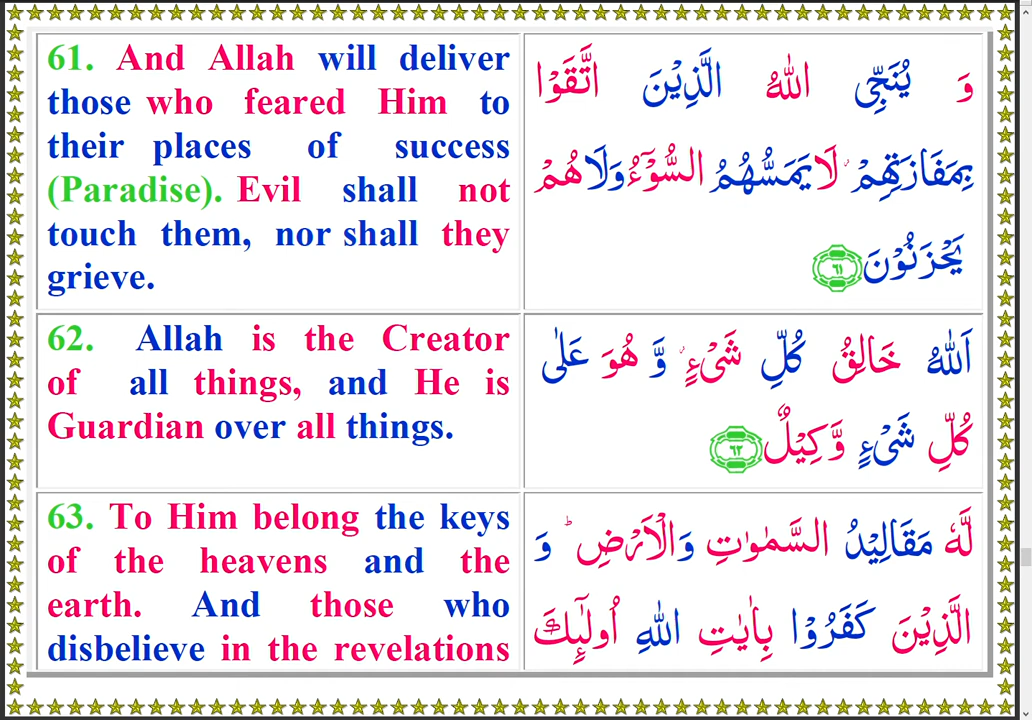 61. And Allah will deliver
those who feared Him to
their places of success
(Paradise). Evil shall not
touch them, nor shall they
grieve.
وَ يُنَجِّی اللّٰهُ الَّذِیْنَ اتَّقَوْا
بِمَفَازَتِهِمْ ۙ لَا یَمَسُّهُمُ السُّوْٓءُ وَلَا هُمْ
یَحْزَنُوْنَ ﴿۶۱﴾
62. Allah is the Creator
of all things, and He is
Guardian over all things.
اَللّٰهُ خَالِقُ كُلِّ شَیْءٍ ۙ وَّ هُوَ عَلٰی
كُلِّ شَیْءٍ وَّكِیْلٌ ﴿۶۲﴾
63. To Him belong the keys
of the heavens and the
earth. And those who
disbelieve in the revelations
لَهٗ مَقَالِیْدُ السَّمٰوٰتِ وَالْاَرْضِ ؕ وَ
الَّذِیْنَ كَفَرُوْا بِاٰیٰتِ اللّٰهِ اُولٰٓىِٕكَ